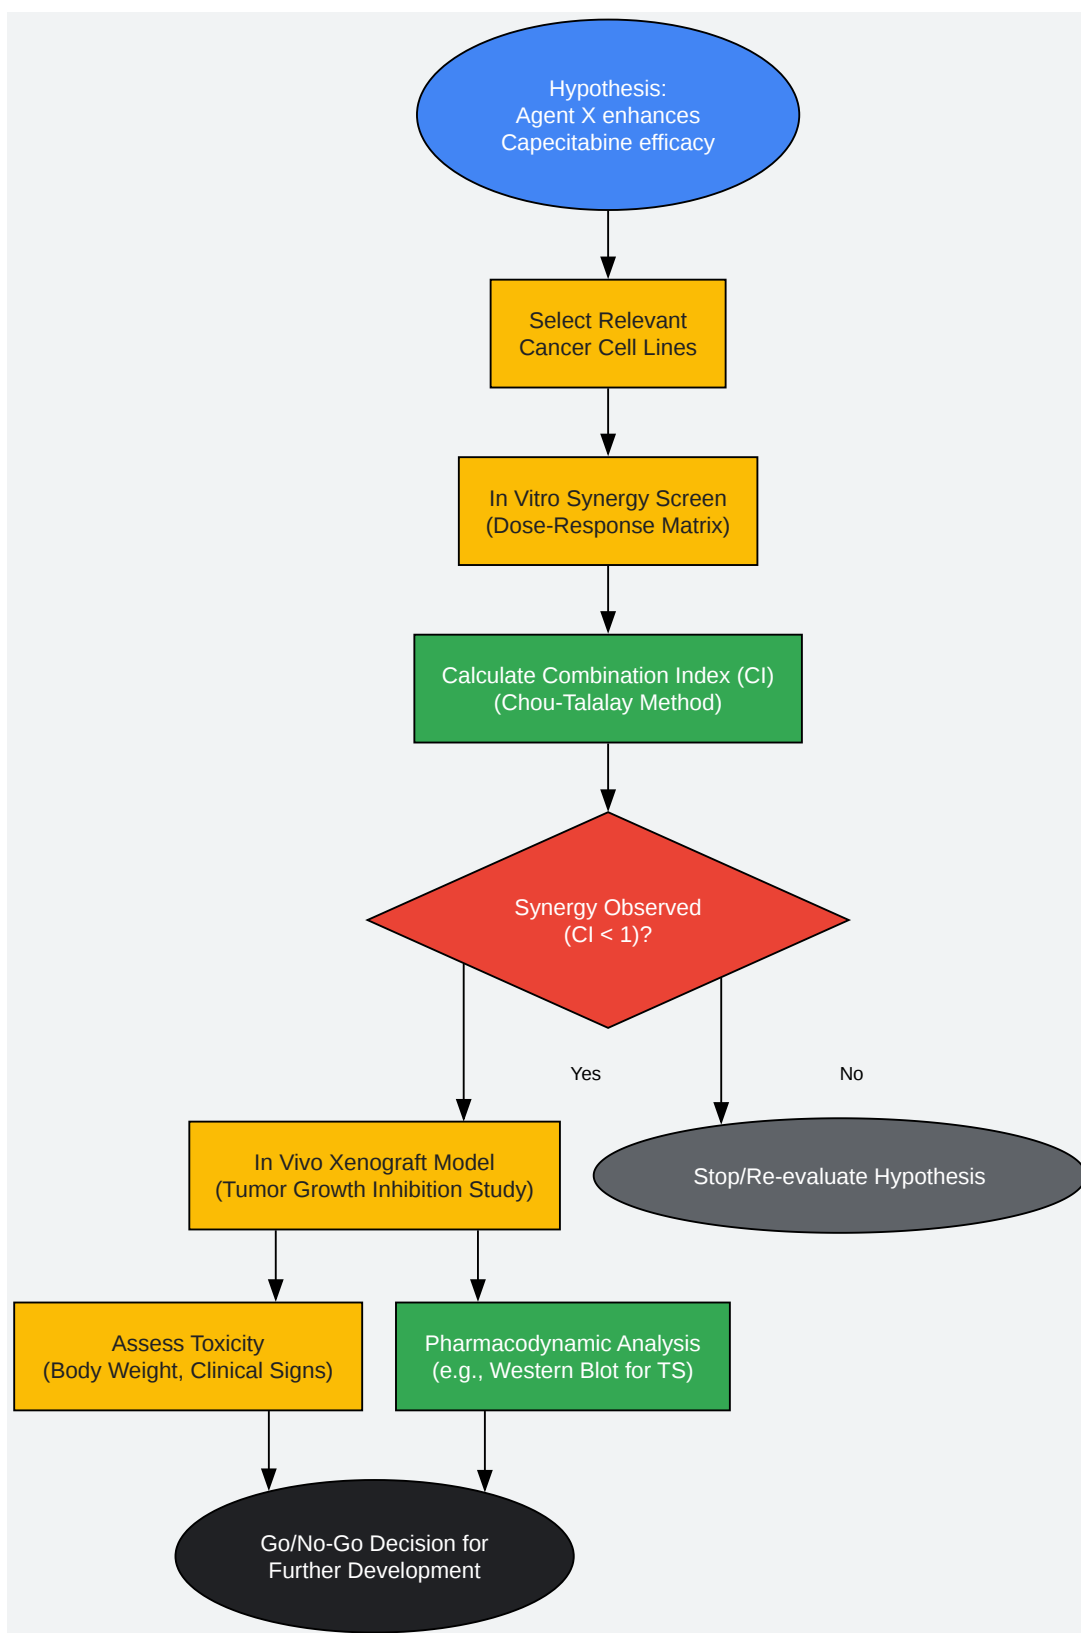 Hypothesis:
Agent X enhances
Capecitabine efficacy
Select Relevant
Cancer Cell Lines
In Vitro Synergy Screen
(Dose-Response Matrix)
Calculate Combination Index (CI)
(Chou-Talalay Method)
Synergy Observed
(CI < 1)?
Yes
No
In Vivo Xenograft Model
(Tumor Growth Inhibition Study)
Stop/Re-evaluate Hypothesis
Assess Toxicity
(Body Weight, Clinical Signs)
Pharmacodynamic Analysis
(e.g., Western Blot for TS)
Go/No-Go Decision for
Further Development